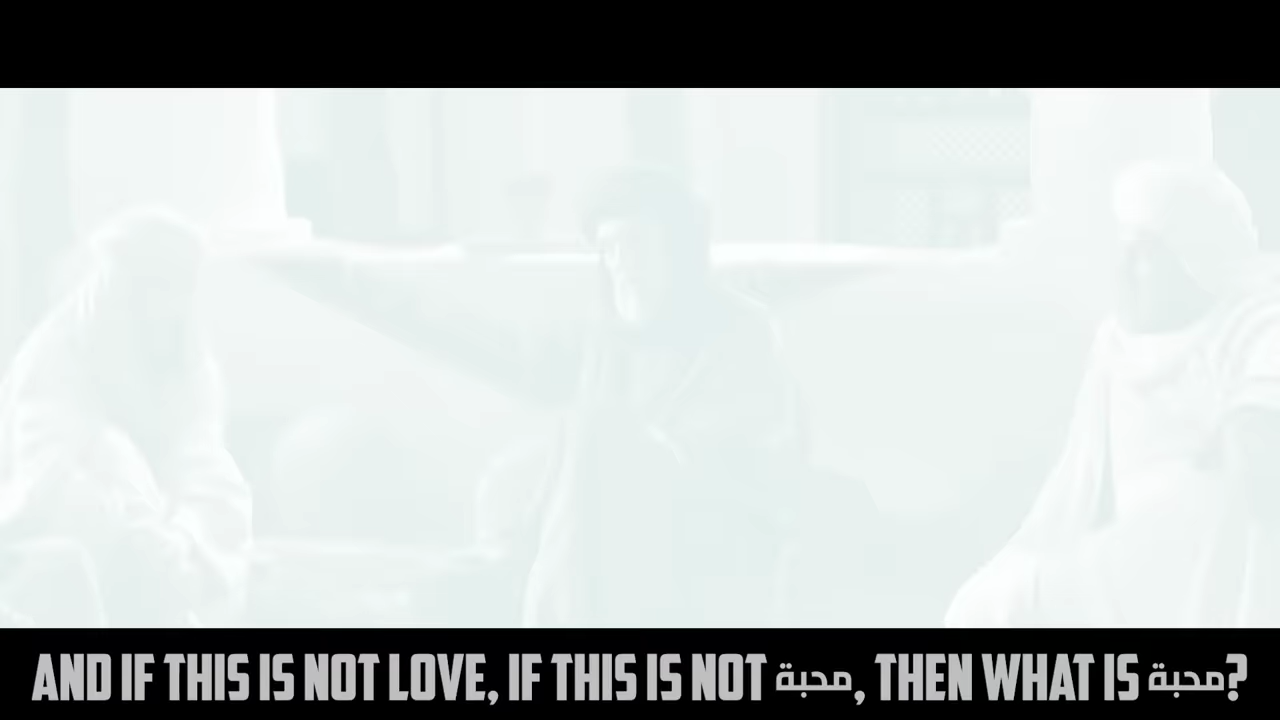 AND IF THIS IS NOT LOVE, IF THIS IS NOT محبة, THEN WHAT IS محبة?